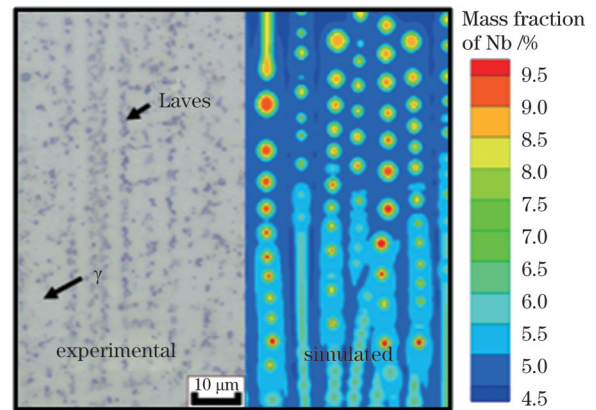 Mass fraction
of Nb /%
Laves
γ
experimental
simulated
10 μm
9.5
9.0
8.5
8.0
7.5
7.0
6.5
6.0
5.5
5.0
4.5